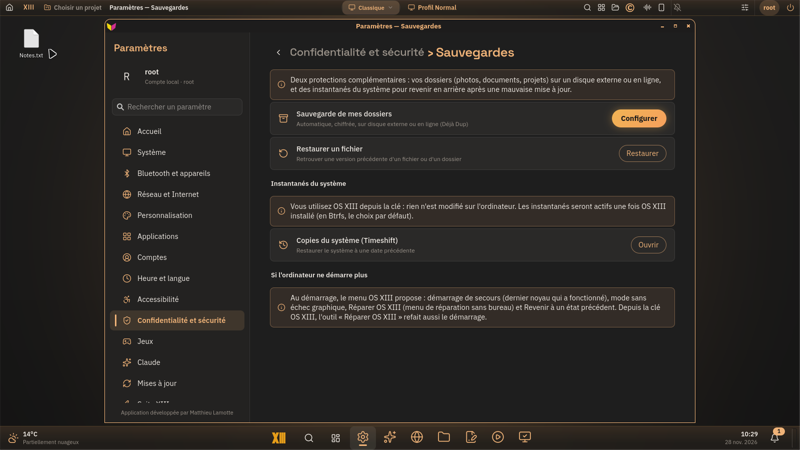 XIII
Choisir un projet
Paramètres — Sauvegardes
Classique
Profil Normal
root
Notes.txt
Paramètres — Sauvegardes
Paramètres
R
root
Compte local · root
Rechercher un paramètre
Accueil
Système
Bluetooth et appareils
Réseau et Internet
Personnalisation
Applications
Comptes
Heure et langue
Accessibilité
Confidentialité et sécurité
Jeux
Claude
Mises à jour
Application développée par Matthieu Lamotte
Confidentialité et sécurité > Sauvegardes
Deux protections complémentaires : vos dossiers (photos, documents, projets) sur un disque externe ou en ligne,
et des instantanés du système pour revenir en arrière après une mauvaise mise à jour.
Sauvegarde de mes dossiers
Automatique, chiffrée, sur disque externe ou en ligne (Déjà Dup)
Configurer
Restaurer un fichier
Retrouver une version précédente d'un fichier ou d'un dossier
Restaurer
Instantanés du système
Vous utilisez OS XIII depuis la clé : rien n'est modifié sur l'ordinateur. Les instantanés seront actifs une fois OS XIII
installé (en Btrfs, le choix par défaut).
Copies du système (Timeshift)
Restaurer le système à une date précédente
Ouvrir
Si l'ordinateur ne démarre plus
Au démarrage, le menu OS XIII propose : démarrage de secours (dernier noyau qui a fonctionné), mode sans
échec graphique, Réparer OS XIII (menu de réparation sans bureau) et Revenir à un état précédent. Depuis la clé
OS XIII, l'outil « Réparer OS XIII » refait aussi le démarrage.
14°C
Partiellement nuageux
XIII
10:29
28 nov. 2026
1